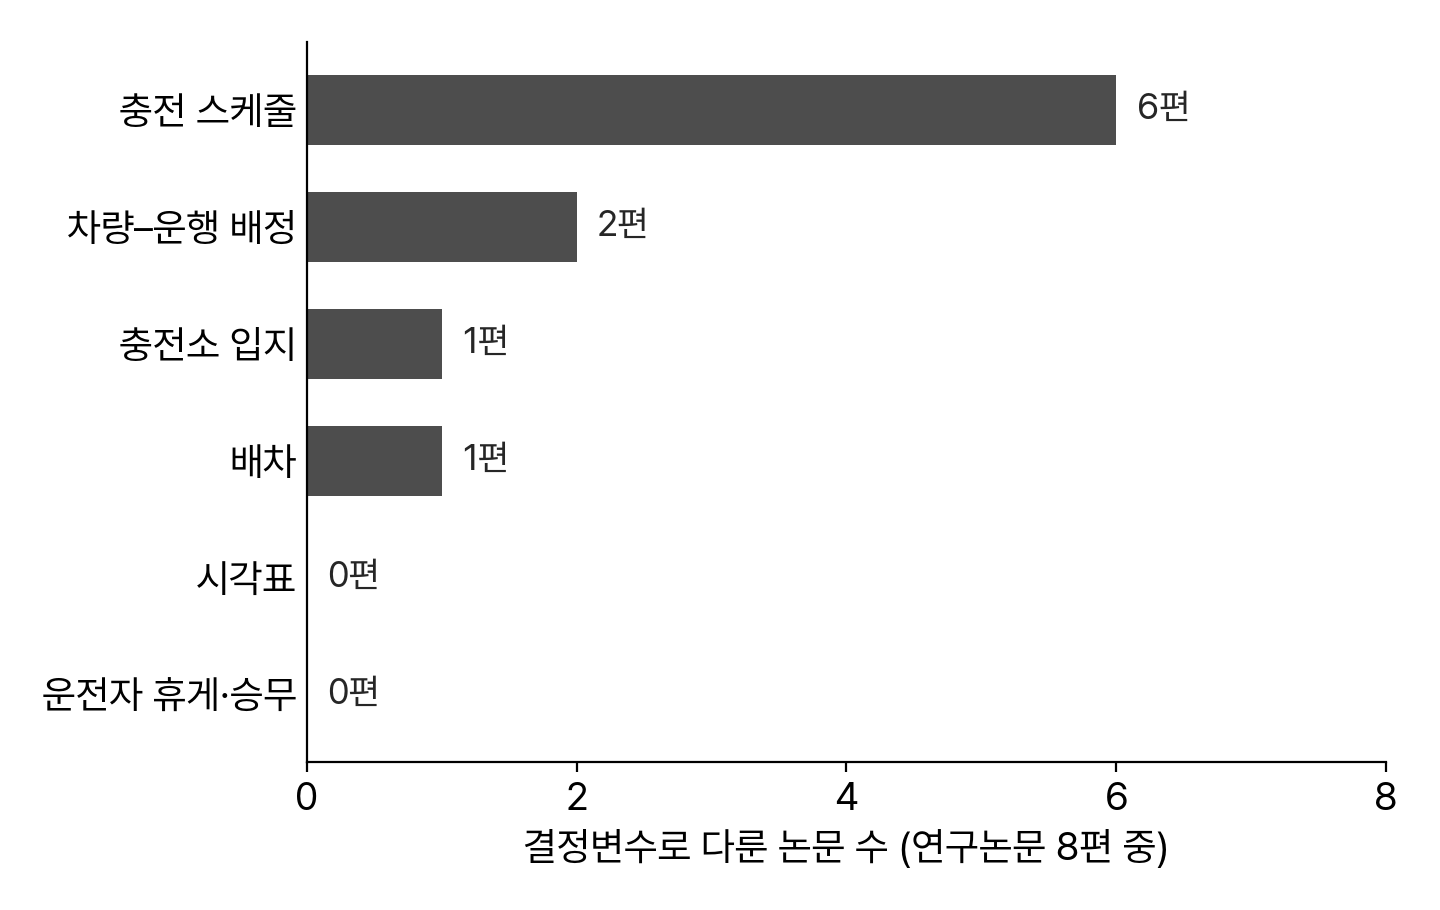 충전 스케줄
6편
차량–운행 배정
2편
충전소 입지
1편
배차
1편
시각표
0편
운전자 휴게·승무
0편
0 2 4 6 8
결정변수로 다룬 논문 수 (연구논문 8편 중)